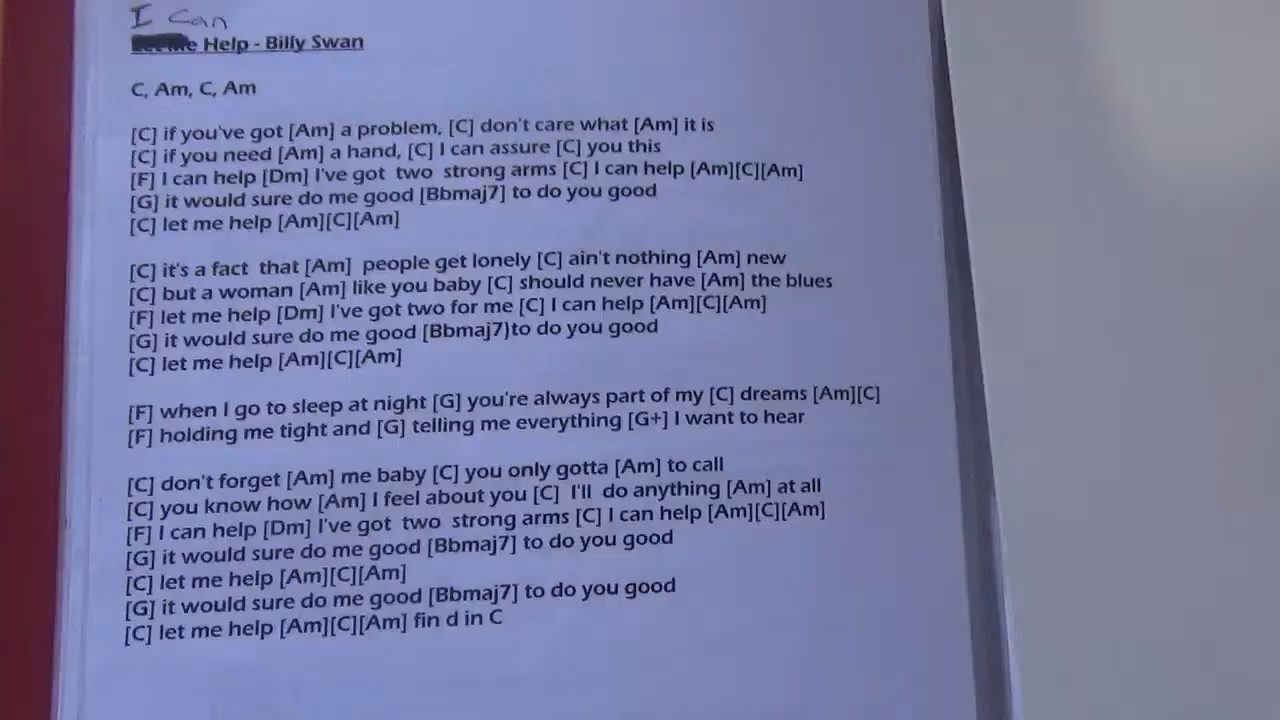 I Can
Help - Billy Swan
C, Am, C, Am
[C] if you've got [Am] a problem, [C] don't care what [Am] it is
[C] if you need [Am] a hand, [C] I can assure [C] you this
[F] I can help [Dm] I've got two strong arms [C] I can help [Am][C][Am]
[G] it would sure do me good [Bbmaj7] to do you good
[C] let me help [Am][C][Am]
[C] it's a fact that [Am] people get lonely [C] ain't nothing [Am] new
[C] but a woman [Am] like you baby [C] should never have [Am] the blues
[F] let me help [Dm] I've got two for me [C] I can help [Am][C][Am]
[G] it would sure do me good [Bbmaj7)to do you good
[C] let me help [Am][C][Am]
[F] when I go to sleep at night [G] you're always part of my [C] dreams [Am][C]
[F] holding me tight and [G] telling me everything [G+] I want to hear
[C] don't forget [Am] me baby [C] you only gotta [Am] to call
[C] you know how [Am] I feel about you [C] I'll do anything [Am] at all
[F] I can help [Dm] I've got two strong arms [C] I can help [Am][C][Am]
[G] it would sure do me good [Bbmaj7] to do you good
[C] let me help [Am][C][Am]
[G] it would sure do me good [Bbmaj7] to do you good
[C] let me help [Am][C][Am] fin d in C